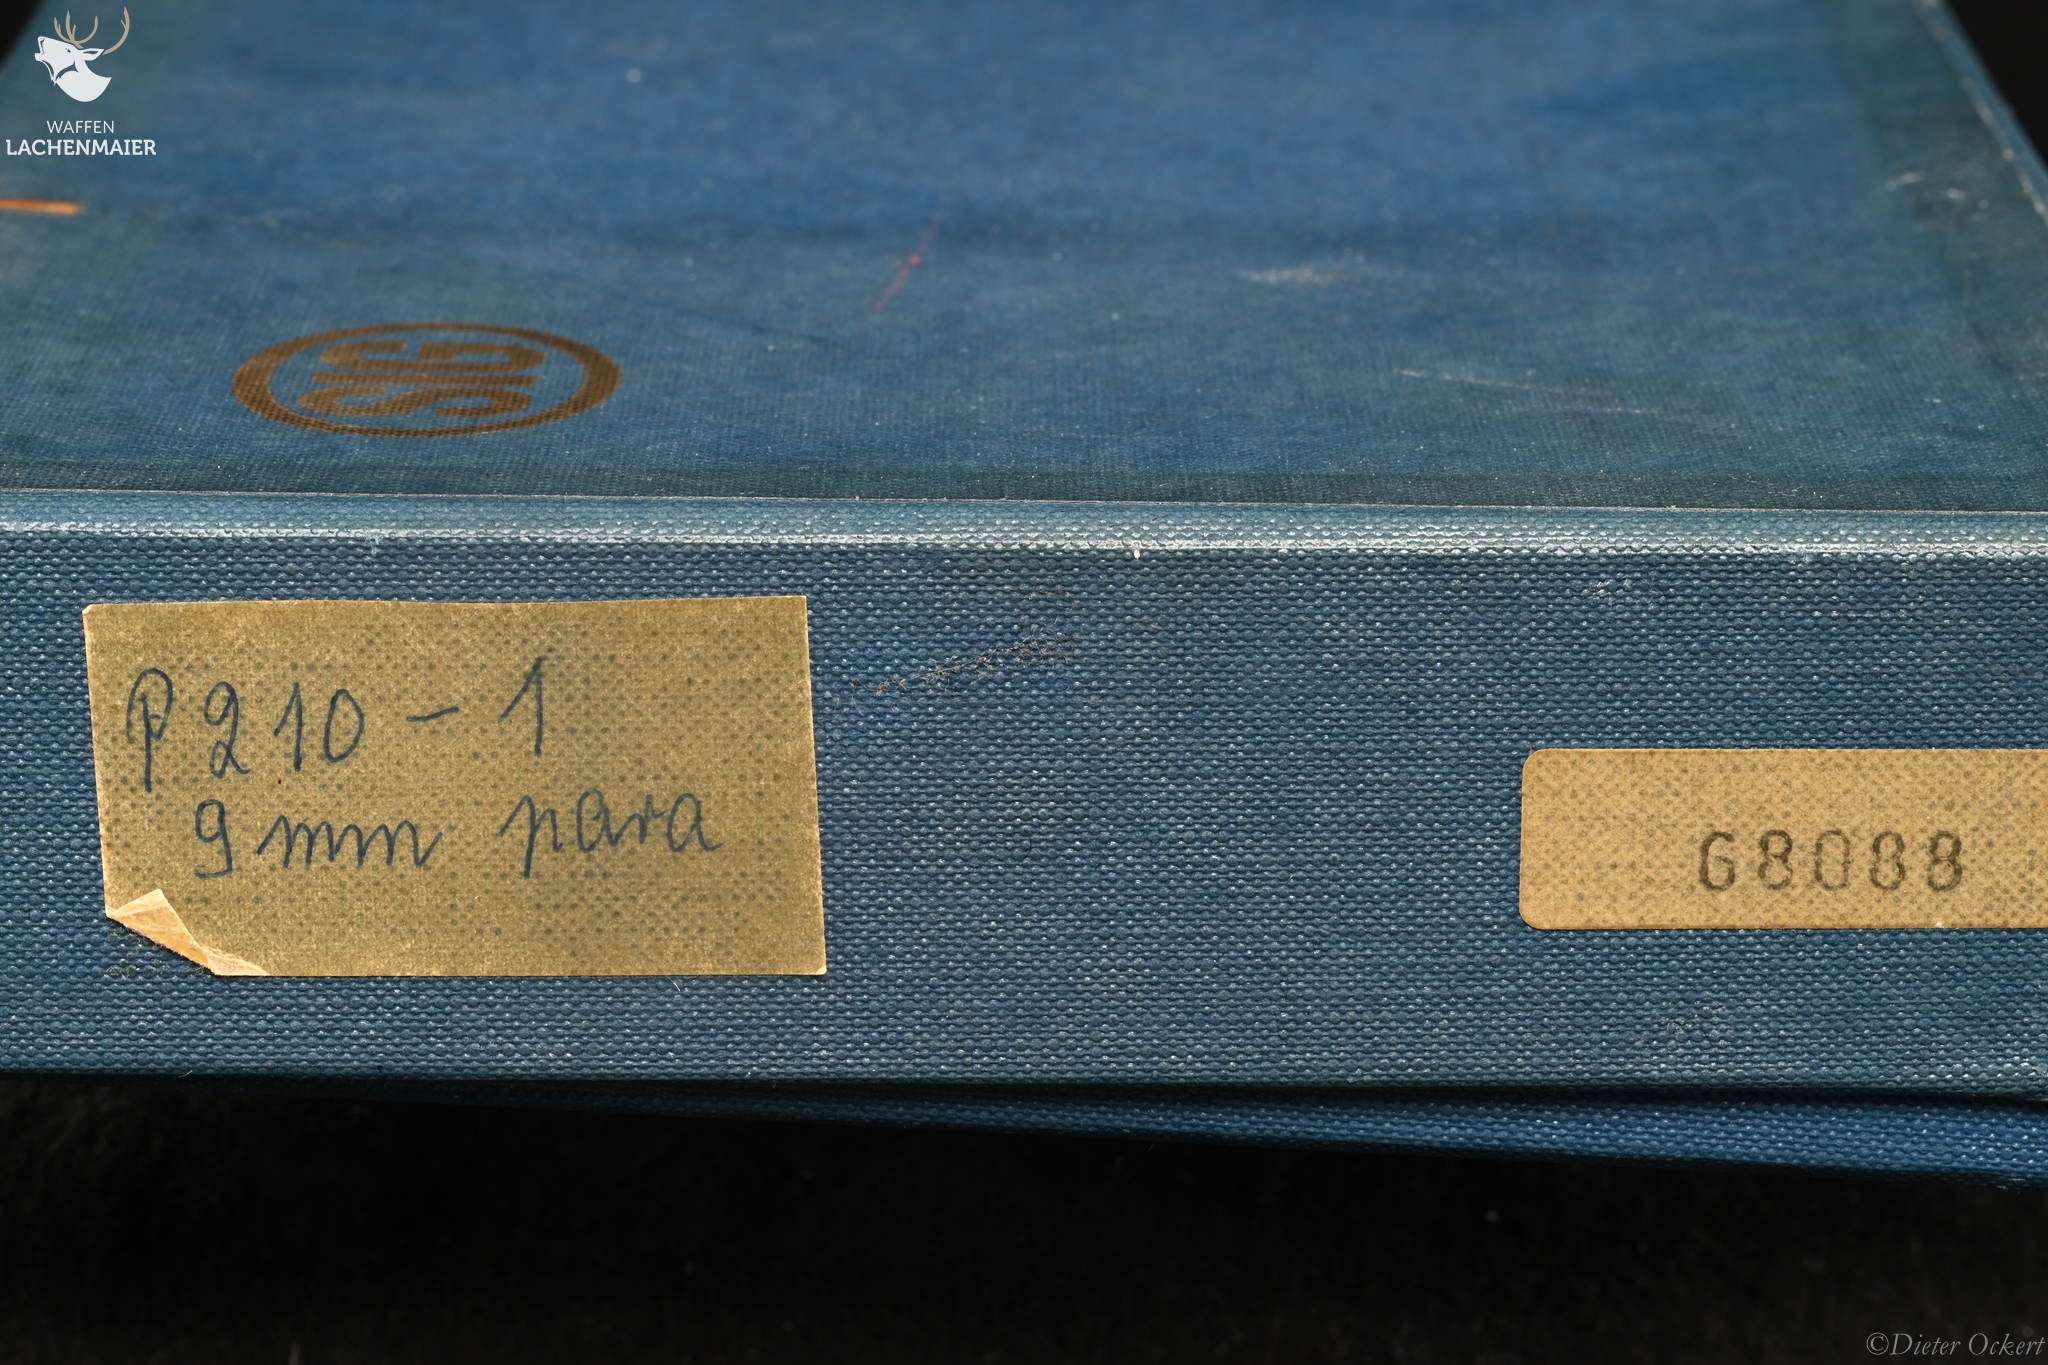 WAFFEN
LACHENMAIER
SIG
P210-1
9mm para
G8088
©Dieter Ockert